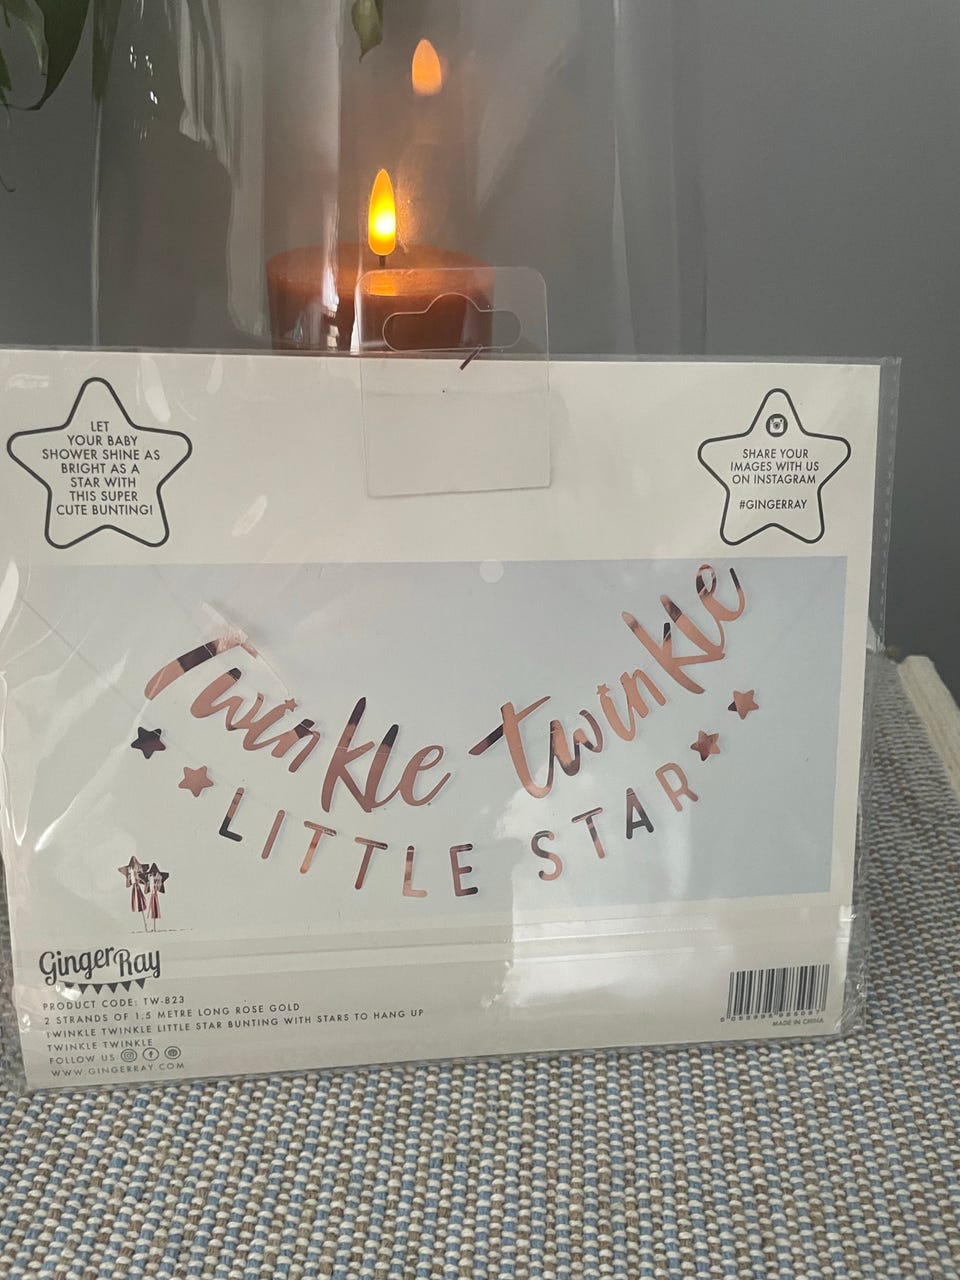 LET
YOUR BABY
SHOWER SHINE AS
BRIGHT AS A
STAR WITH
THIS SUPER
CUTE BUNTING!
SHARE YOUR
IMAGES WITH US
ON INSTAGRAM
#GINGERRAY
Twinkle twinkle
LITTLE STAR
Ginger Ray
PRODUCT CODE: TW-823
2 STRANDS OF 1.5 METRE LONG ROSE GOLD
TWINKLE TWINKLE LITTLE STAR BUNTING WITH STARS TO HANG UP
TWINKLE TWINKLE
FOLLOW US
WWW.GINGERRAY.COM
MADE IN CHINA